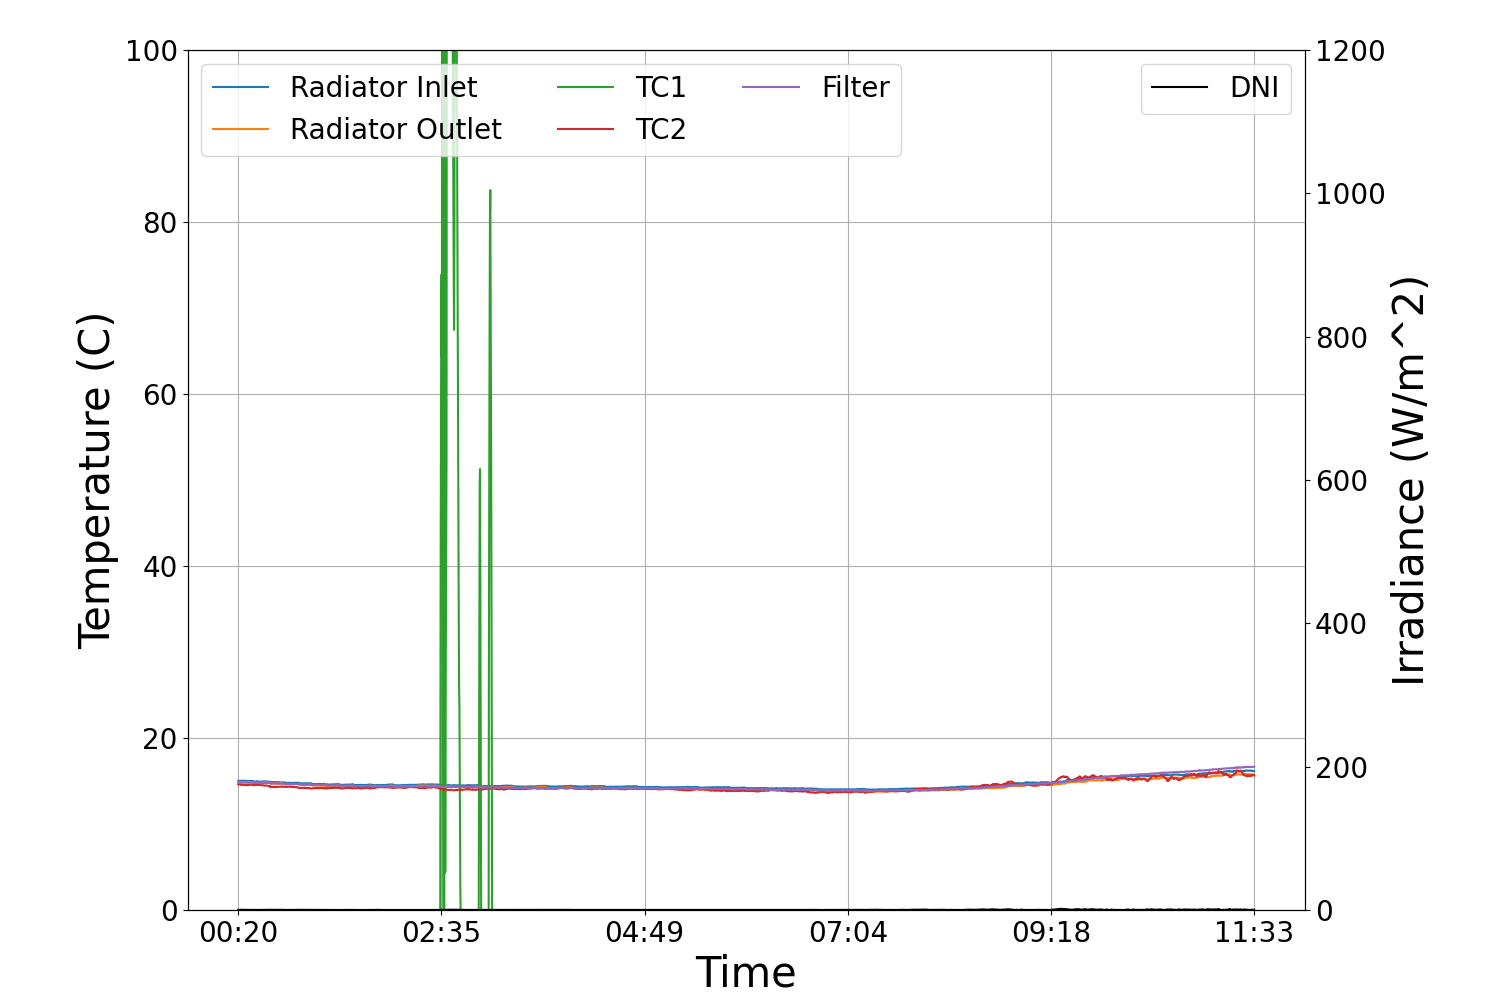 100
80
60
40
20
0
Temperature (C)
Radiator Inlet
Radiator Outlet
TC1
TC2
Filter
DNI
1200
1000
800
600
400
200
0
Irradiance (W/m^2)
00:20 02:35 04:49 07:04 09:18 11:33
Time